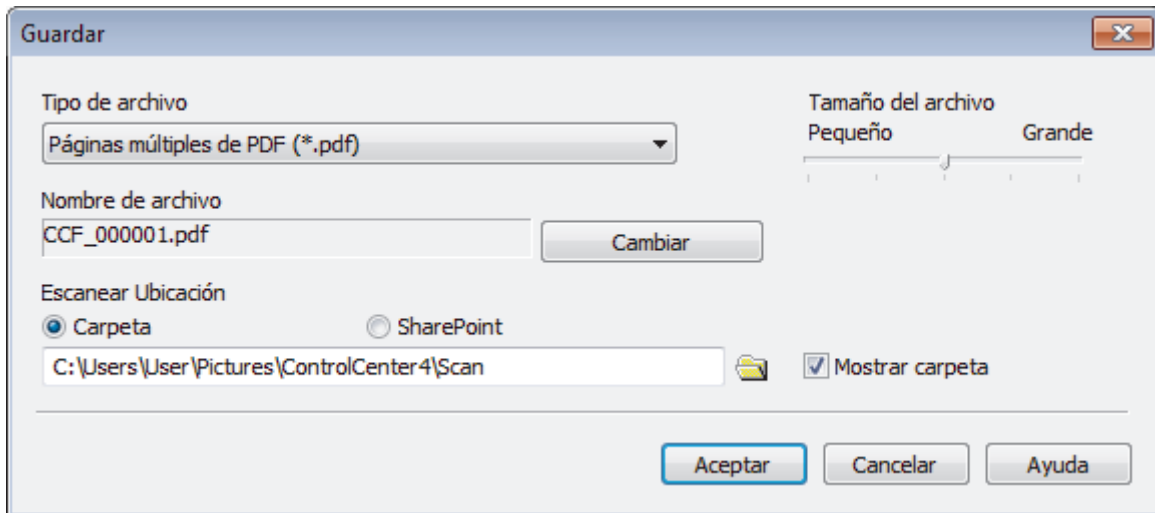 Guardar
Tipo de archivo
Tamaño del archivo
Páginas múltiples de PDF (*.pdf)
Pequeño Grande
Nombre de archivo
CCF_000001.pdf
Cambiar
Escanear Ubicación
Carpeta SharePoint
C:\Users\User\Pictures\ControlCenter4\Scan
Mostrar carpeta
Aceptar Cancelar Ayuda